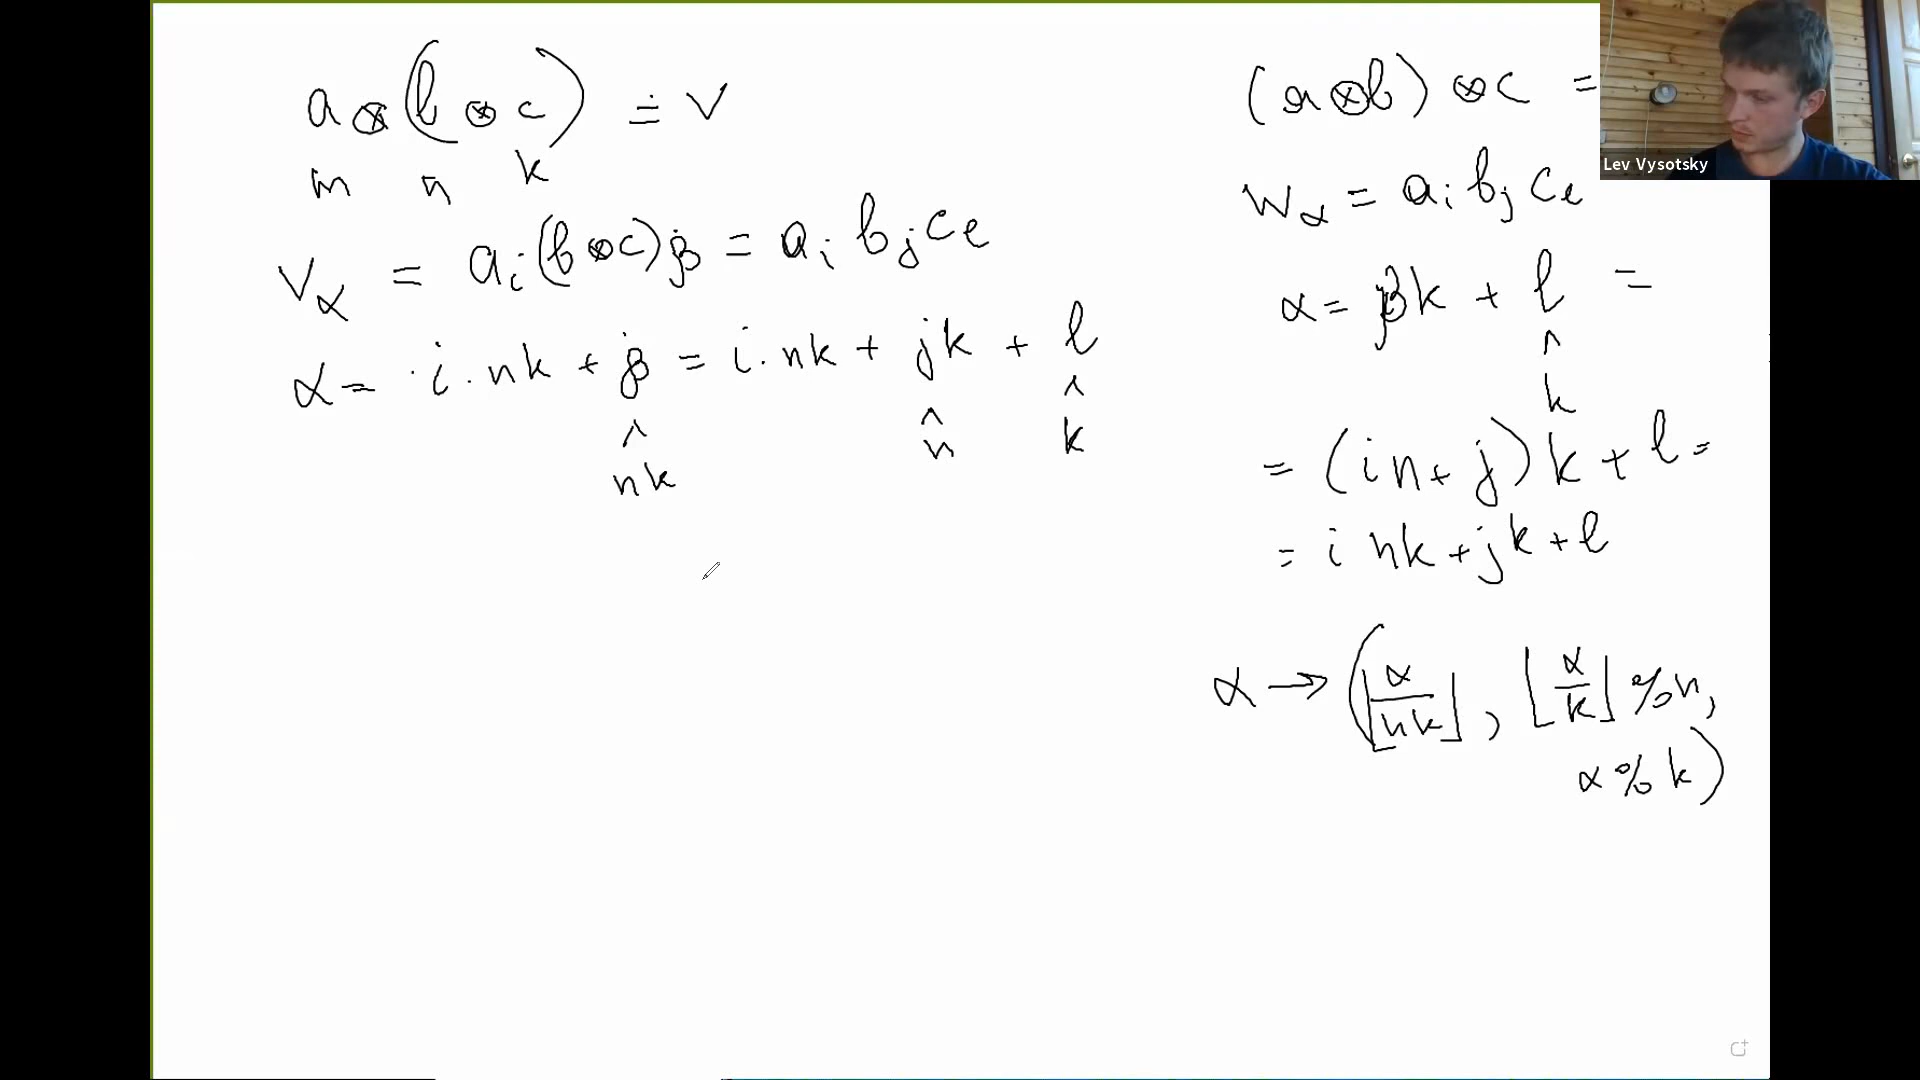 a ⊗ (b ⊗ c) = v
m n k
v_α = a_i (b ⊗ c)_β = a_i b_j c_l
α = i · nk + β = i · nk + jk + l
^ ^ ^
nk n k
(a ⊗ b) ⊗ c =
Lev Vysotsky
w_α = a_i b_j c_l
α = βk + l =
^
k
= (in + j) k + l =
= i nk + jk + l
α → (⌊α/nk⌋, ⌊α/k⌋ % n,
α % k)